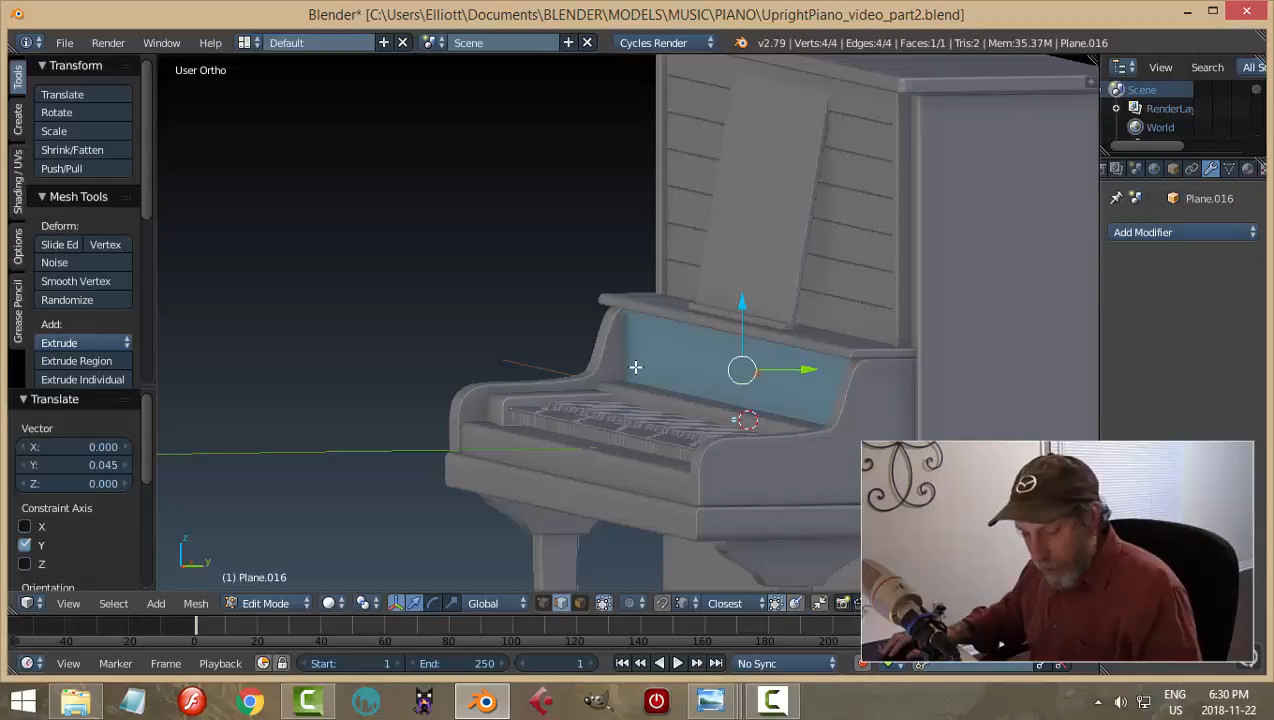 Blender* [C:\Users\Elliott\Documents\BLENDER\MODELS\MUSIC\PIANO\UprightPiano_video_part2.blend]
File Render Window Help Default Scene Cycles Render v2.79 | Verts:4/4 | Edges:4/4 | Faces:1/1 | Tris:2 | Mem:35.37M | Plane.016
Tools
Create
Shading / UVs
Options
Grease Pencil
Transform
Translate
Rotate
Scale
Shrink/Fatten
Push/Pull
Mesh Tools
Deform:
Slide Ed Vertex
Noise
Smooth Vertex
Randomize
Add:
Extrude
Extrude Region
Extrude Individual
Translate
Vector
X: 0.000
Y: 0.045
Z: 0.000
Constraint Axis
X
Y
Z
Orientation
User Ortho
z
y
(1) Plane.016
View Search All S
Scene
RenderLay
World
Plane.016
Add Modifier
View Select Add Mesh Edit Mode Global Closest
-40 -20 0 20 40 60 80 100 120 140 160 180 200
View Marker Frame Playback Start: 1 End: 250 1 No Sync
ENG 6:30 PM
US 2018-11-22